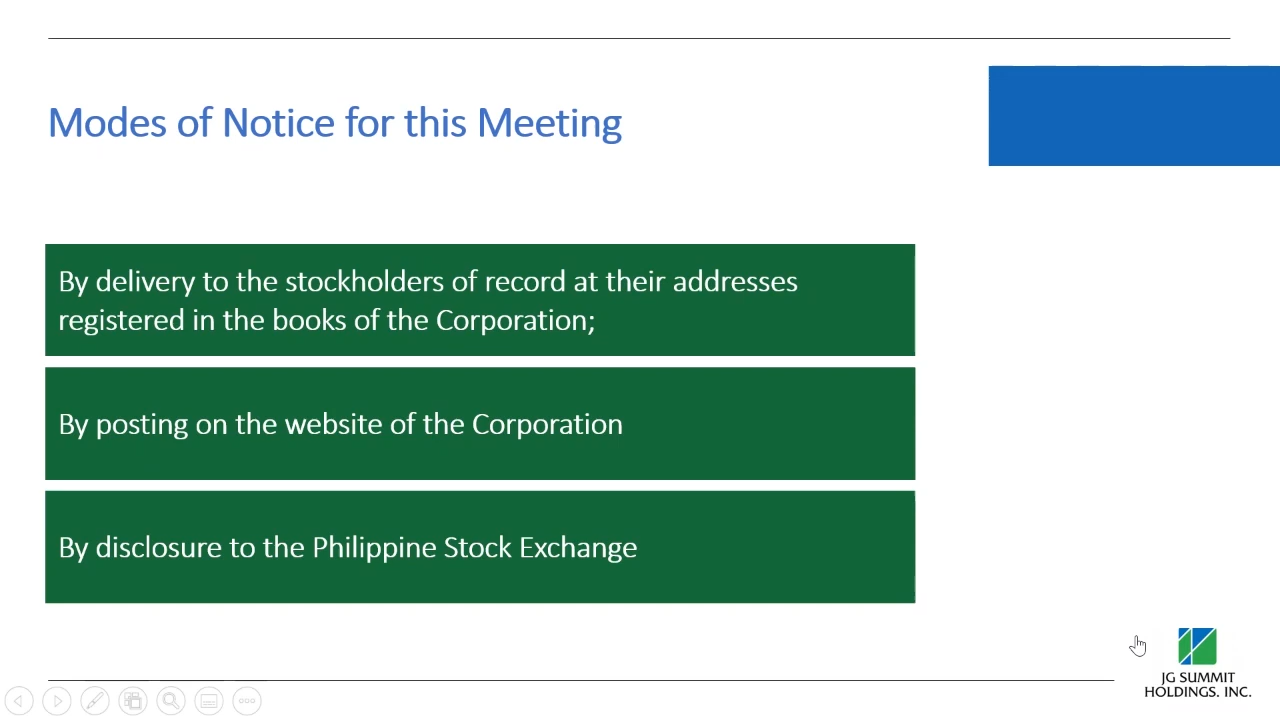 Modes of Notice for this Meeting
By delivery to the stockholders of record at their addresses
registered in the books of the Corporation;
By posting on the website of the Corporation
By disclosure to the Philippine Stock Exchange
JG SUMMIT
HOLDINGS. INC.